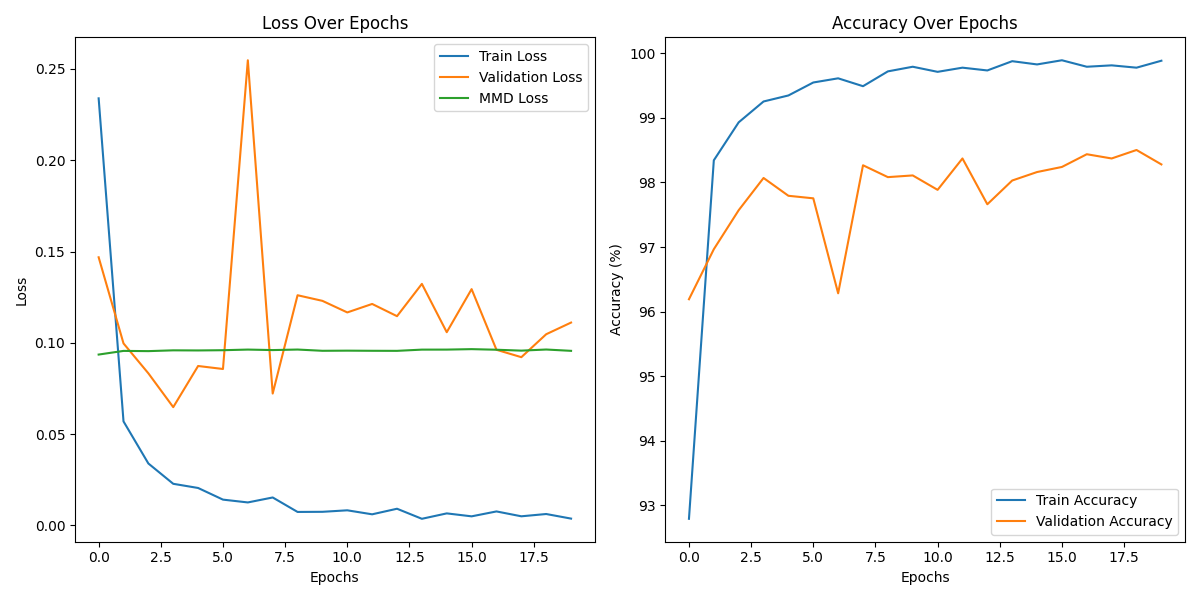 Loss Over Epochs
Train Loss
Validation Loss
MMD Loss
0.25
0.20
0.15
0.10
0.05
0.00
Loss
0.0 2.5 5.0 7.5 10.0 12.5 15.0 17.5
Epochs
Accuracy Over Epochs
100
99
98
97
96
95
94
93
Accuracy (%)
Train Accuracy
Validation Accuracy
0.0 2.5 5.0 7.5 10.0 12.5 15.0 17.5
Epochs